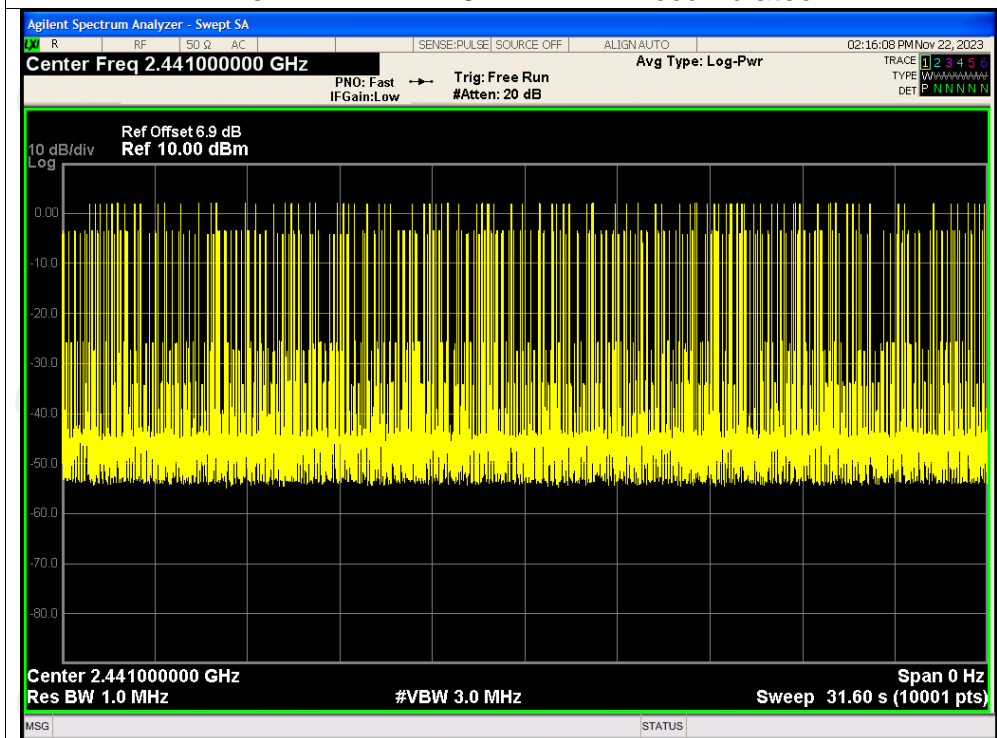 Agilent Spectrum Analyzer - Swept SA
LXI R RF 50 Ω AC SENSE:PULSE SOURCE OFF ALIGN AUTO 02:16:08 PM Nov 22, 2023
Center Freq 2.441000000 GHz Avg Type: Log-Pwr TRACE 1 2 3 4 5 6
PNO: Fast Trig: Free Run TYPE
IFGain:Low #Atten: 20 dB DET P N N N N N
Ref Offset 6.9 dB
10 dB/div Ref 10.00 dBm
Log
0.00
-10.0
-20.0
-30.0
-40.0
-50.0
-60.0
-70.0
-80.0
Center 2.441000000 GHz Span 0 Hz
Res BW 1.0 MHz #VBW 3.0 MHz Sweep 31.60 s (10001 pts)
MSG STATUS